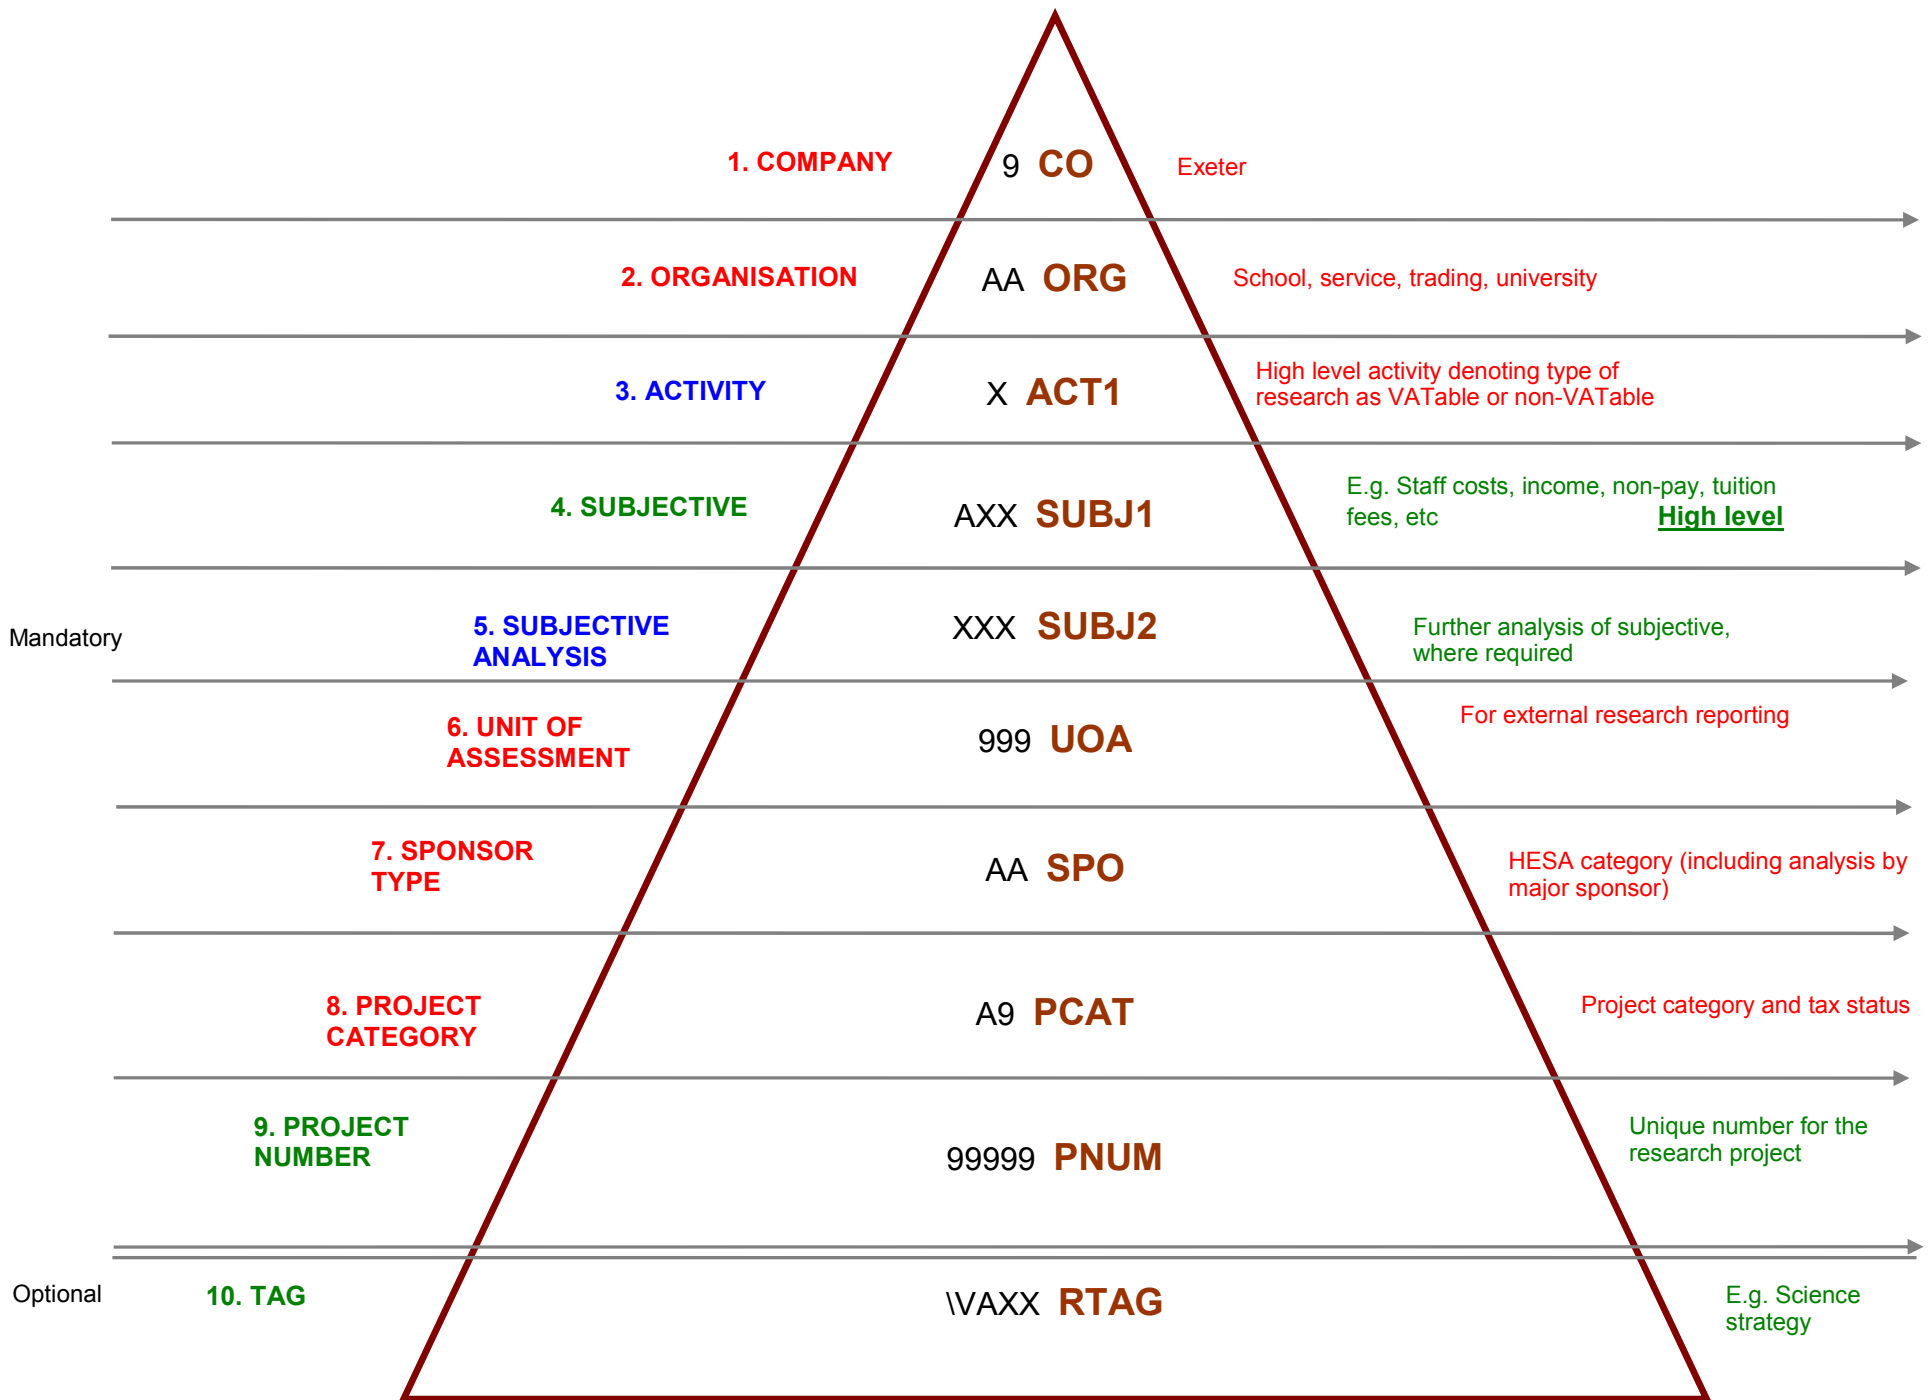 1. COMPANY 9 CO Exeter
2. ORGANISATION AA ORG School, service, trading, university
3. ACTIVITY X ACT1 High level activity denoting type of
research as VATable or non-VATable
4. SUBJECTIVE AXX SUBJ1 E.g. Staff costs, income, non-pay, tuition
fees, etc High level
Mandatory
5. SUBJECTIVE
ANALYSIS
XXX SUBJ2
Further analysis of subjective,
where required
6. UNIT OF
ASSESSMENT
999 UOA
For external research reporting
7. SPONSOR
TYPE
AA SPO
HESA category (including analysis by
major sponsor)
8. PROJECT
CATEGORY
A9 PCAT
Project category and tax status
9. PROJECT
NUMBER
99999 PNUM
Unique number for the
research project
Optional
10. TAG
\VAXX RTAG
E.g. Science
strategy